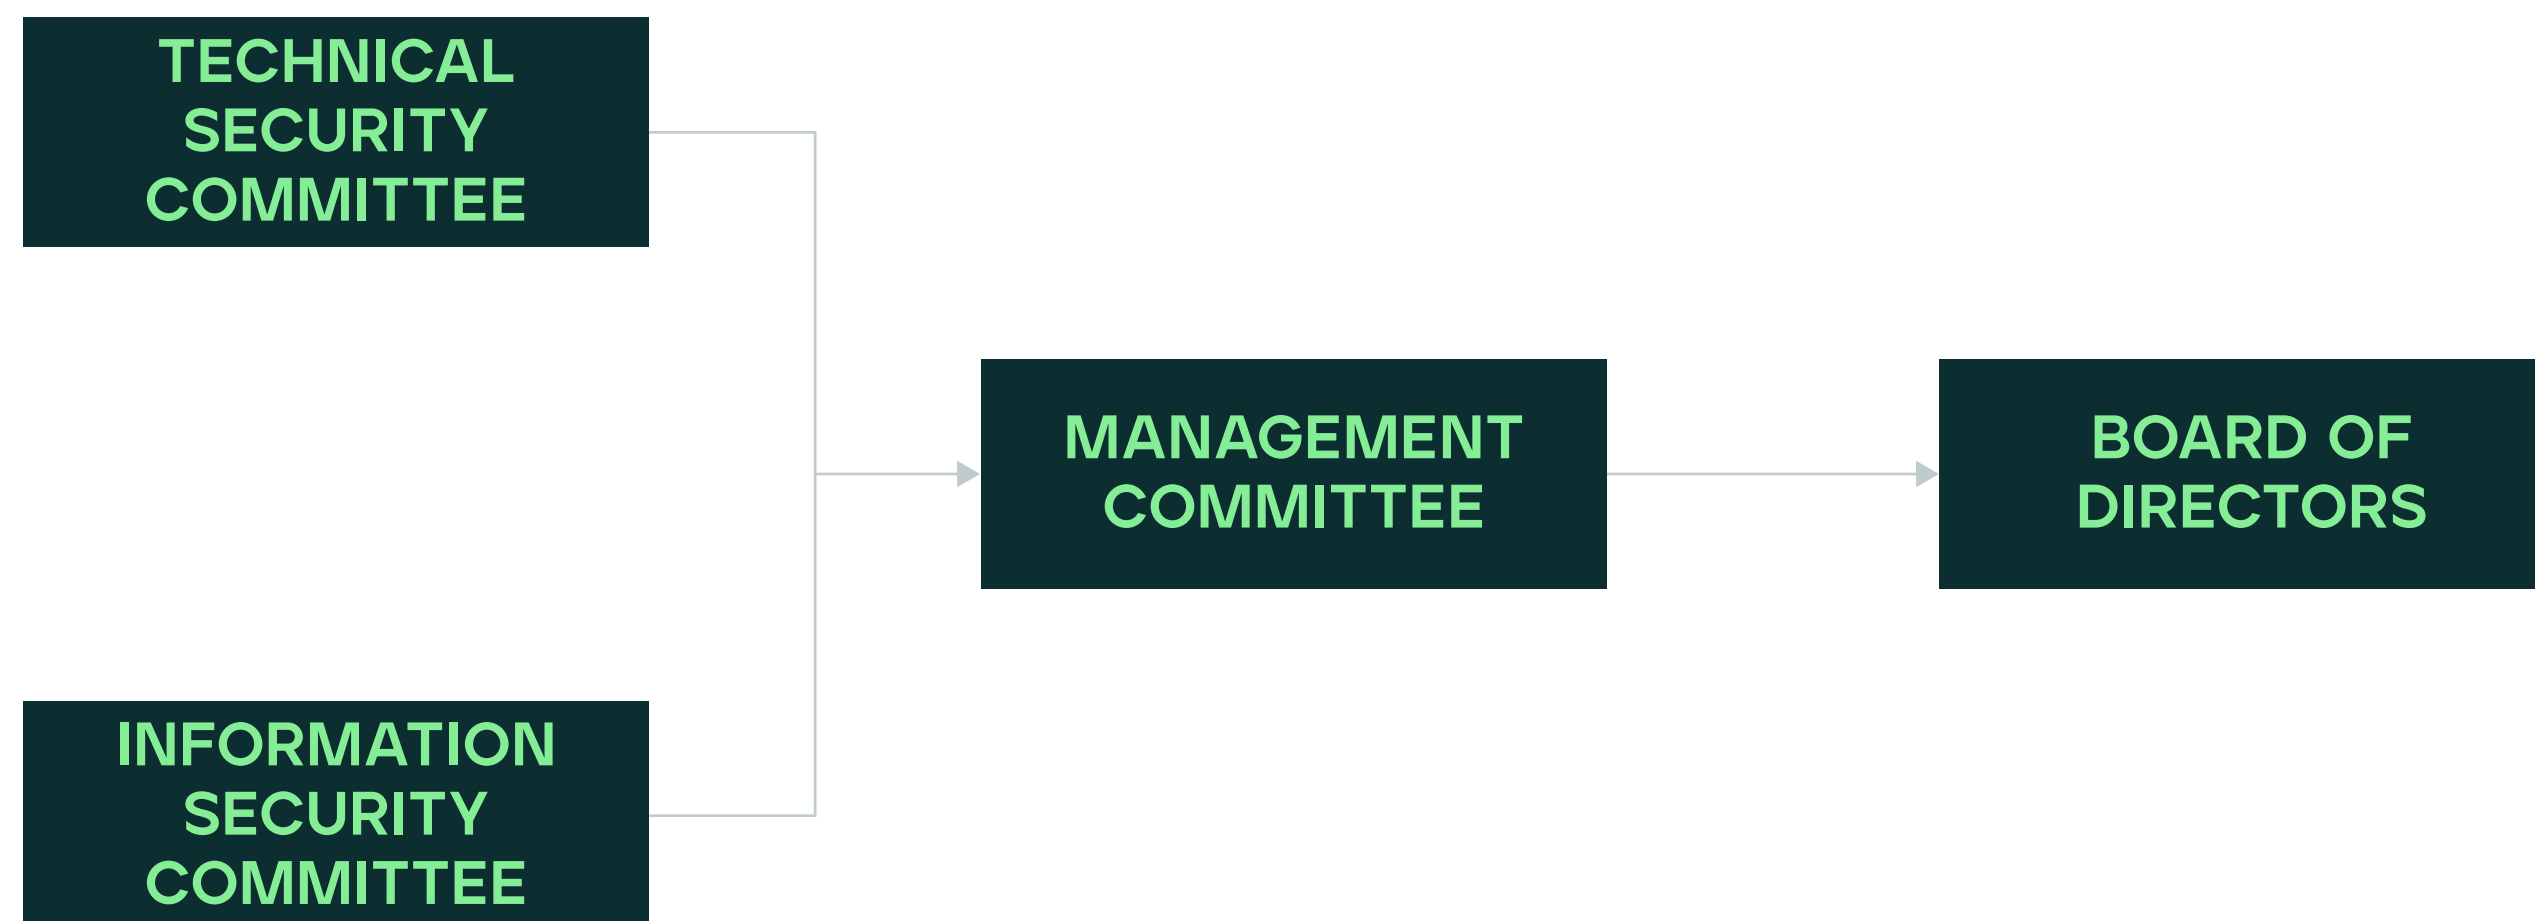 TECHNICAL
SECURITY
COMMITTEE
MANAGEMENT
COMMITTEE
BOARD OF
DIRECTORS
INFORMATION
SECURITY
COMMITTEE